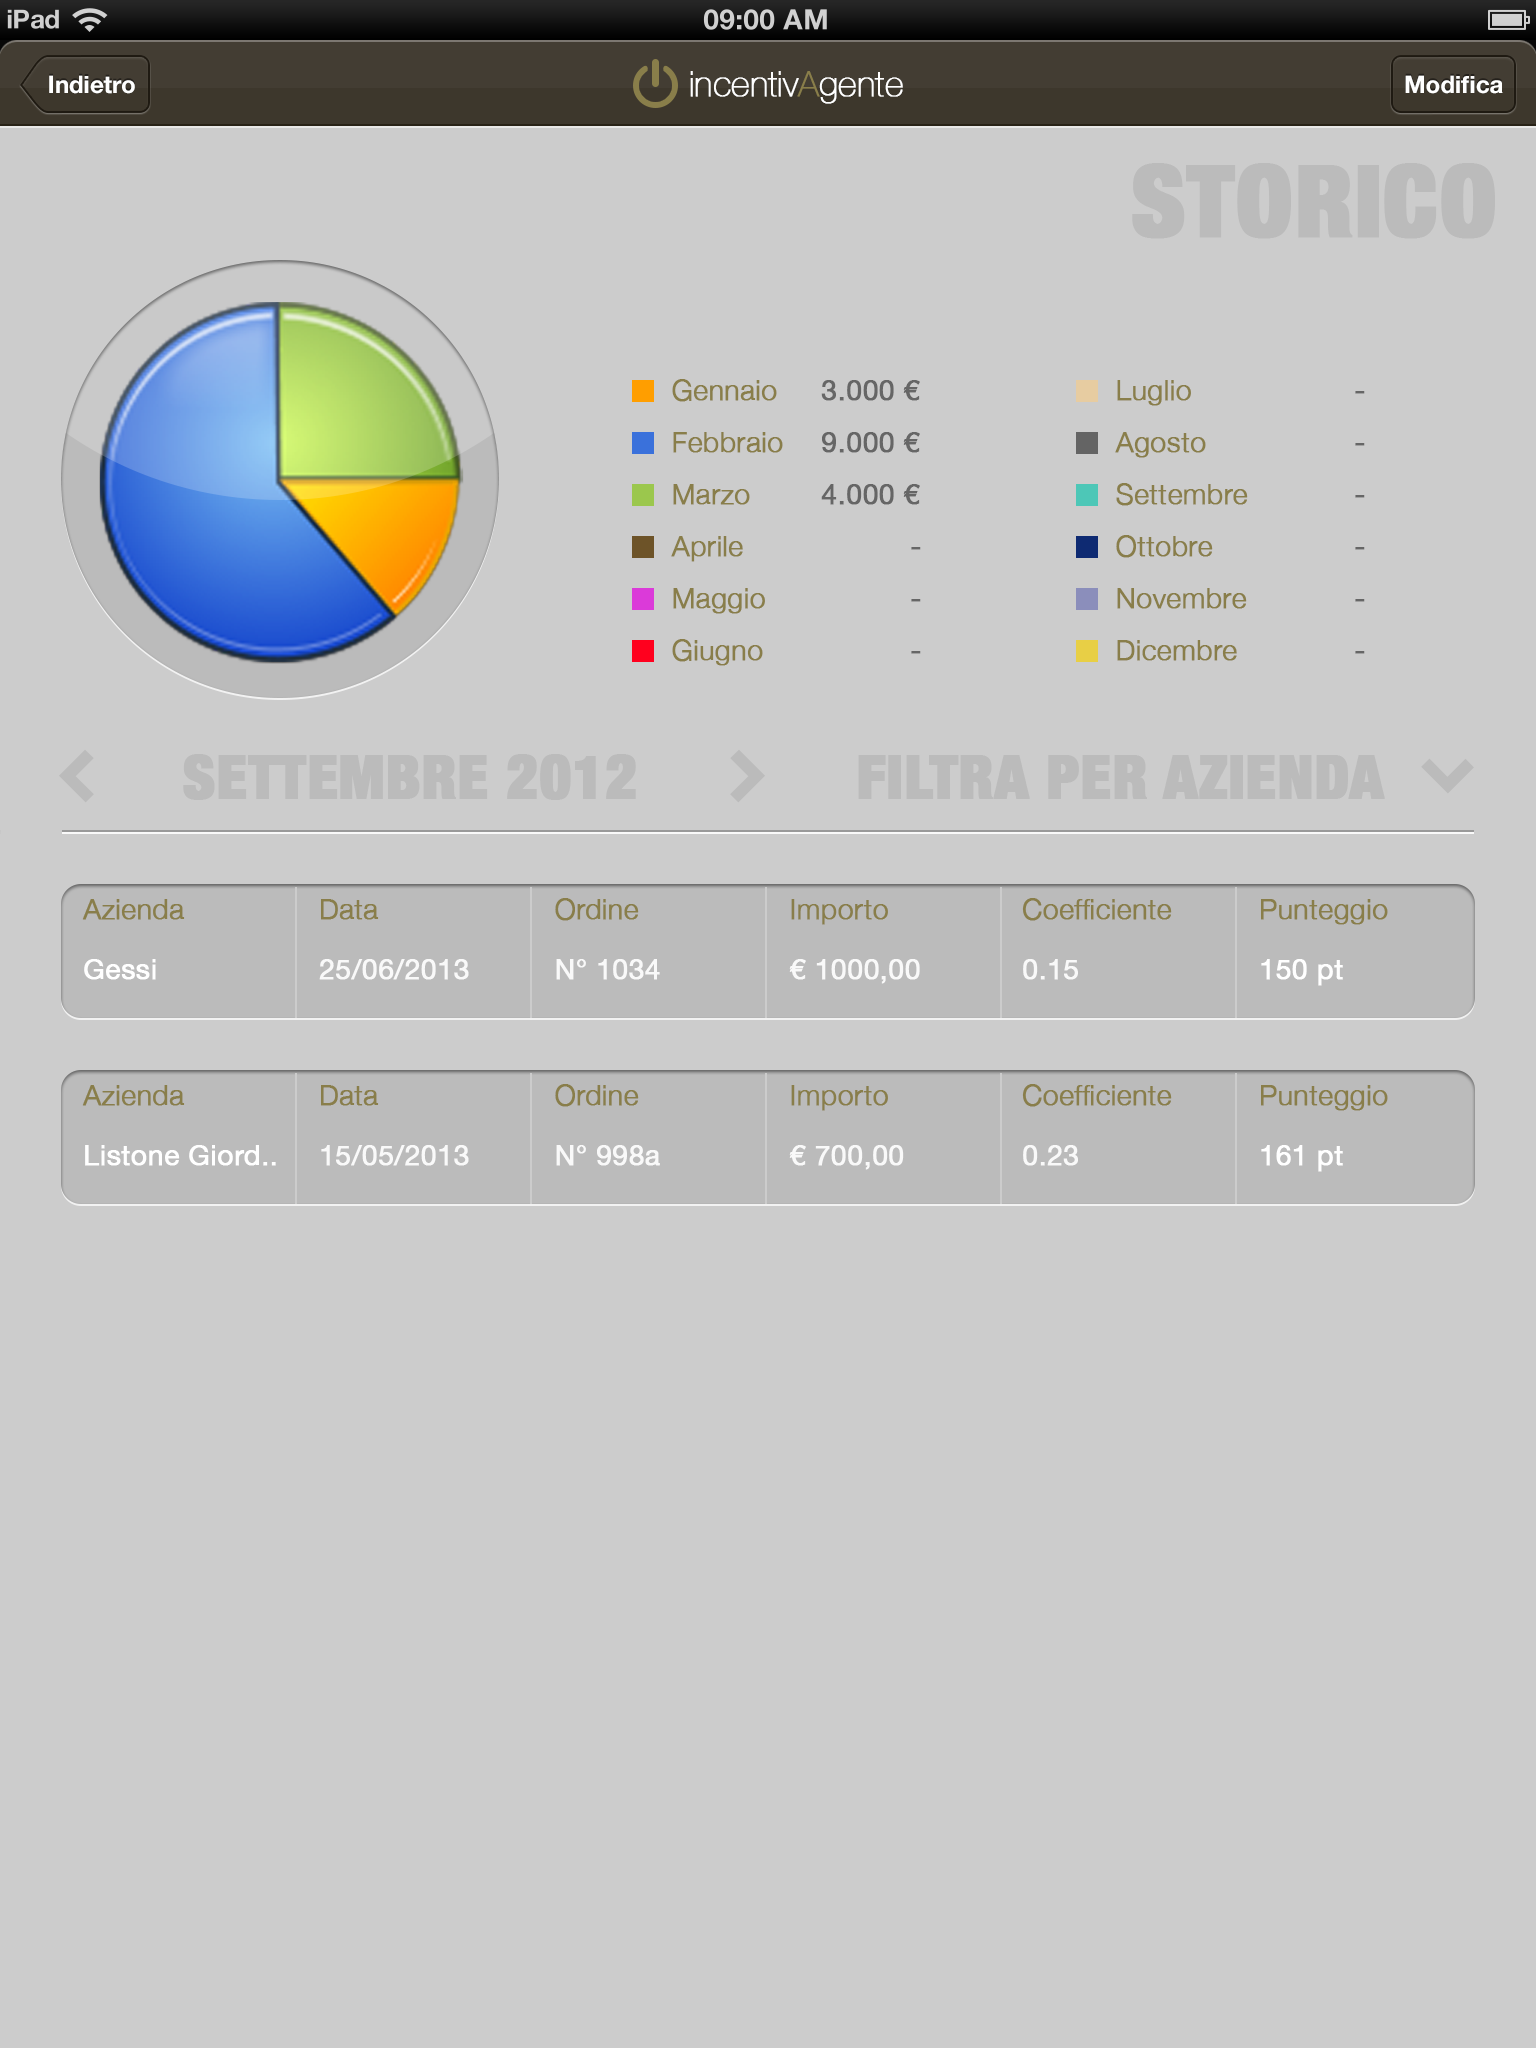 iPad 09:00 AM
Indietro incentivAgente Modifica
STORICO
Gennaio 3.000 € Luglio -
Febbraio 9.000 € Agosto -
Marzo 4.000 € Settembre -
Aprile - Ottobre -
Maggio - Novembre -
Giugno - Dicembre -
SETTEMBRE 2012 FILTRA PER AZIENDA
Azienda Data Ordine Importo Coefficiente Punteggio
Gessi 25/06/2013 N° 1034 € 1000,00 0.15 150 pt
Azienda Data Ordine Importo Coefficiente Punteggio
Listone Giord.. 15/05/2013 N° 998a € 700,00 0.23 161 pt